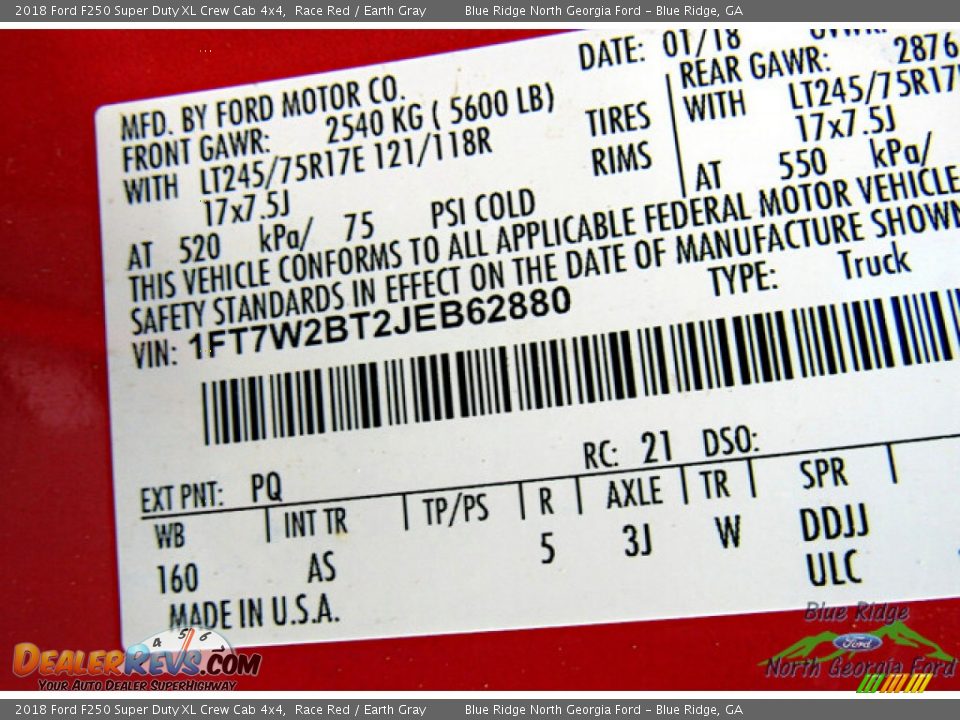 2018 Ford F250 Super Duty XL Crew Cab 4x4, Race Red / Earth Gray Blue Ridge North Georgia Ford - Blue Ridge, GA
DATE: 01/18
MFD. BY FORD MOTOR CO.
FRONT GAWR: 2540 KG ( 5600 LB)
WITH LT245/75R17E 121/118R TIRES
17x7.5J RIMS
AT 520 kPa/ 75 PSI COLD
REAR GAWR: 2876
WITH LT245/75R17
17x7.5J
AT 550 kPa/
THIS VEHICLE CONFORMS TO ALL APPLICABLE FEDERAL MOTOR VEHICLE
SAFETY STANDARDS IN EFFECT ON THE DATE OF MANUFACTURE SHOWN
VIN: 1FT7W2BT2JEB62880 TYPE: Truck
EXT PNT: PQ RC: 21 DSO:
WB INT TR TP/PS R AXLE TR SPR
160 AS 5 3J W DDJJ
ULC
MADE IN U.S.A.
4 5 6
DEALERREVS.COM
YOUR AUTO DEALER SUPERHIGHWAY
Blue Ridge
Ford
North Georgia Ford
2018 Ford F250 Super Duty XL Crew Cab 4x4, Race Red / Earth Gray Blue Ridge North Georgia Ford - Blue Ridge, GA